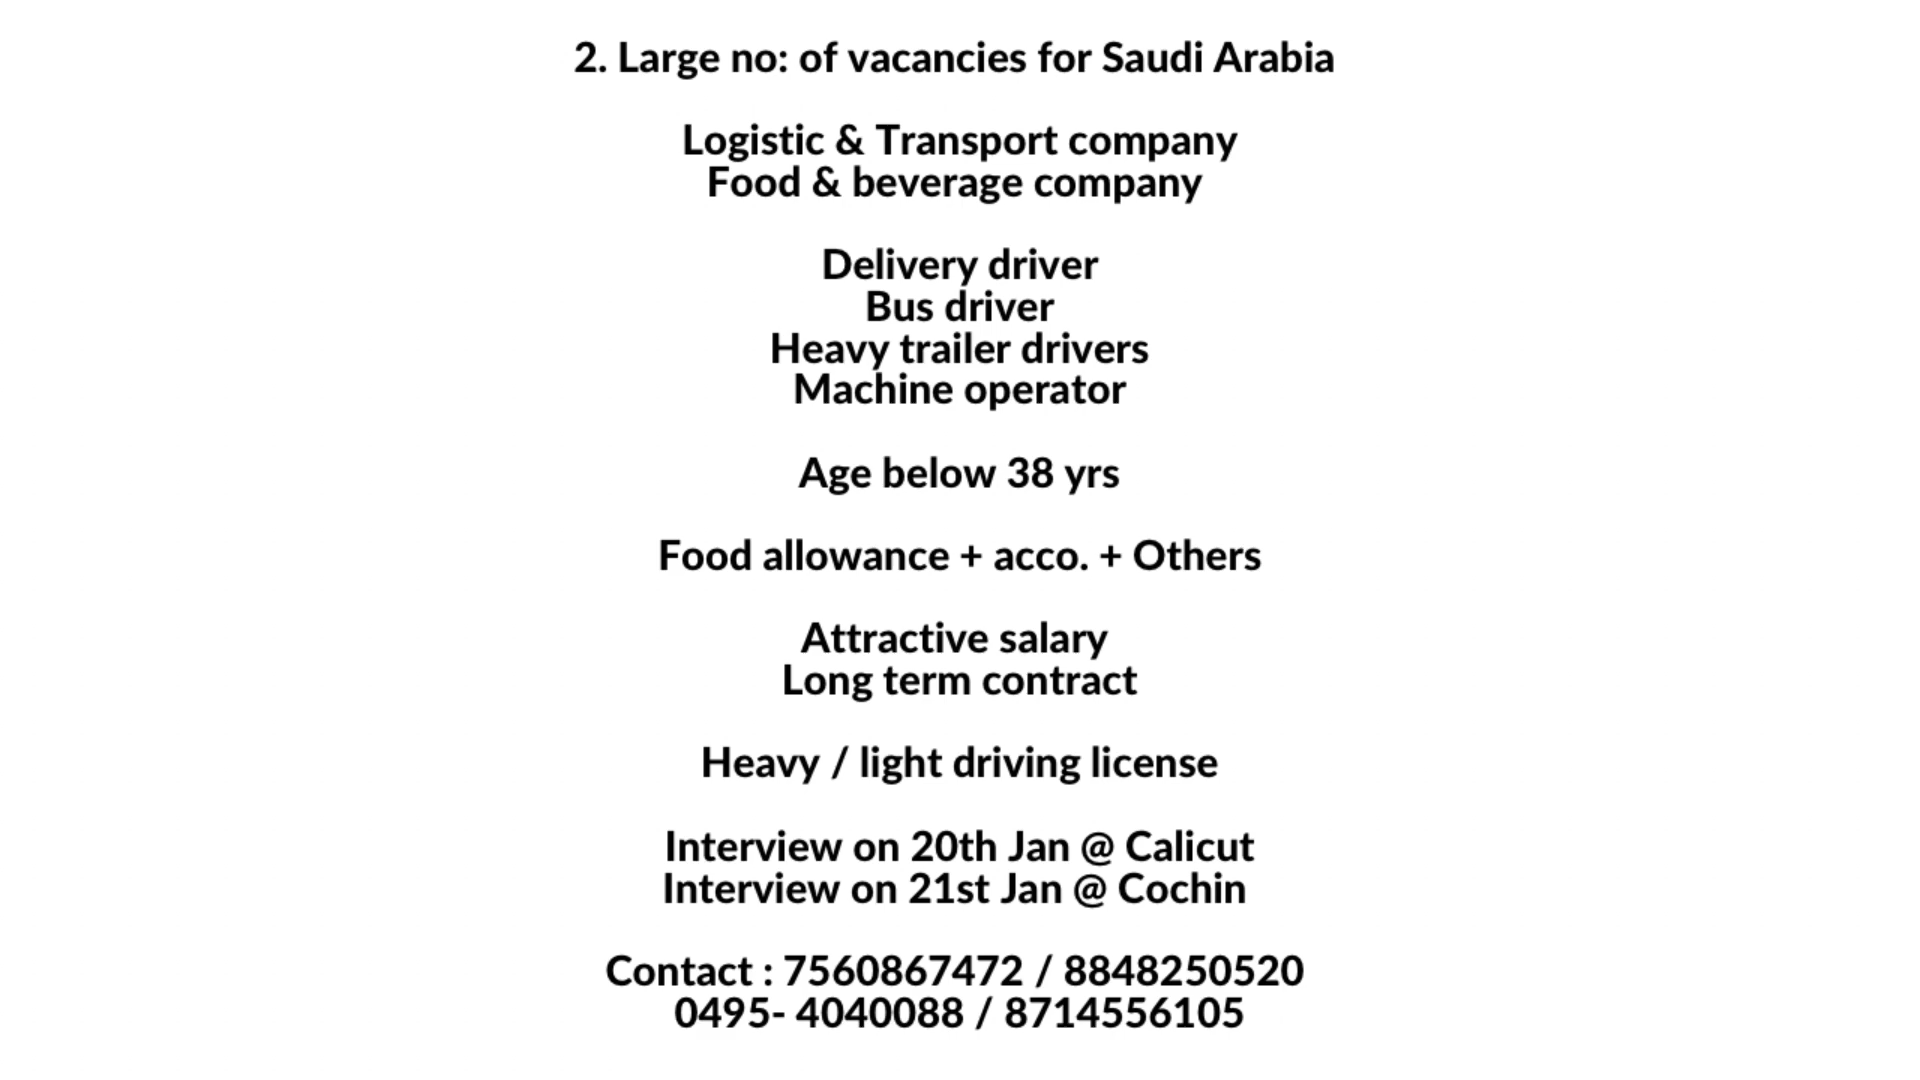 2. Large no: of vacancies for Saudi Arabia
Logistic & Transport company
Food & beverage company
Delivery driver
Bus driver
Heavy trailer drivers
Machine operator
Age below 38 yrs
Food allowance + acco. + Others
Attractive salary
Long term contract
Heavy / light driving license
Interview on 20th Jan @ Calicut
Interview on 21st Jan @ Cochin
Contact : 7560867472 / 8848250520
0495- 4040088 / 8714556105